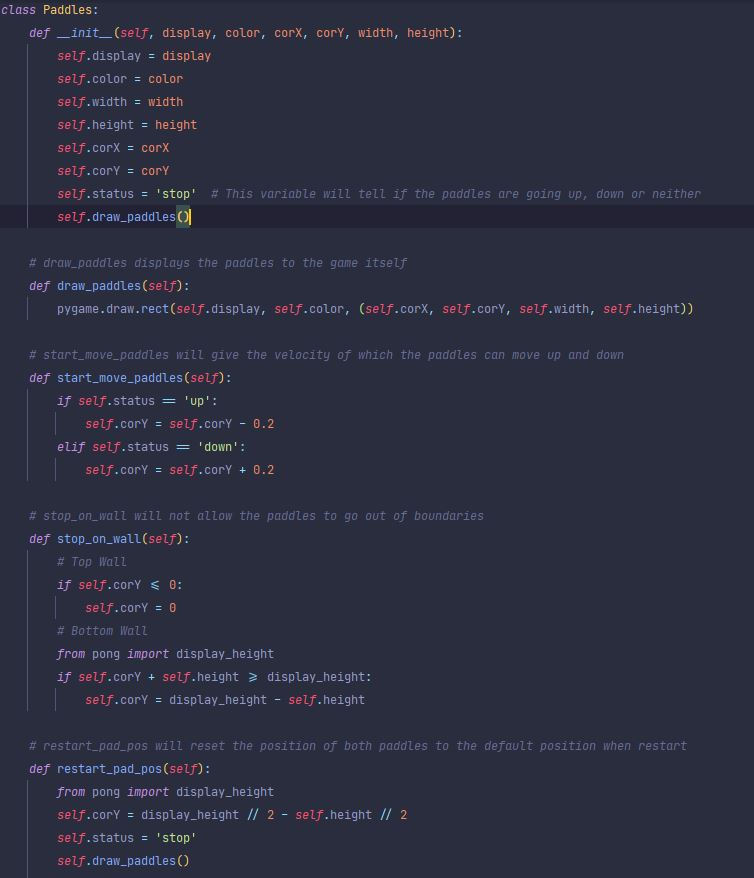 class Paddles:
    def __init__(self, display, color, corX, corY, width, height):
        self.display = display
        self.color = color
        self.width = width
        self.height = height
        self.corX = corX
        self.corY = corY
        self.status = 'stop'  # This variable will tell if the paddles are going up, down or neither
        self.draw_paddles()

    # draw_paddles displays the paddles to the game itself
    def draw_paddles(self):
        pygame.draw.rect(self.display, self.color, (self.corX, self.corY, self.width, self.height))

    # start_move_paddles will give the velocity of which the paddles can move up and down
    def start_move_paddles(self):
        if self.status == 'up':
            self.corY = self.corY - 0.2
        elif self.status == 'down':
            self.corY = self.corY + 0.2

    # stop_on_wall will not allow the paddles to go out of boundaries
    def stop_on_wall(self):
        # Top Wall
        if self.corY <= 0:
            self.corY = 0
        # Bottom Wall
        from pong import display_height
        if self.corY + self.height >= display_height:
            self.corY = display_height - self.height

    # restart_pad_pos will reset the position of both paddles to the default position when restart
    def restart_pad_pos(self):
        from pong import display_height
        self.corY = display_height // 2 - self.height // 2
        self.status = 'stop'
        self.draw_paddles()